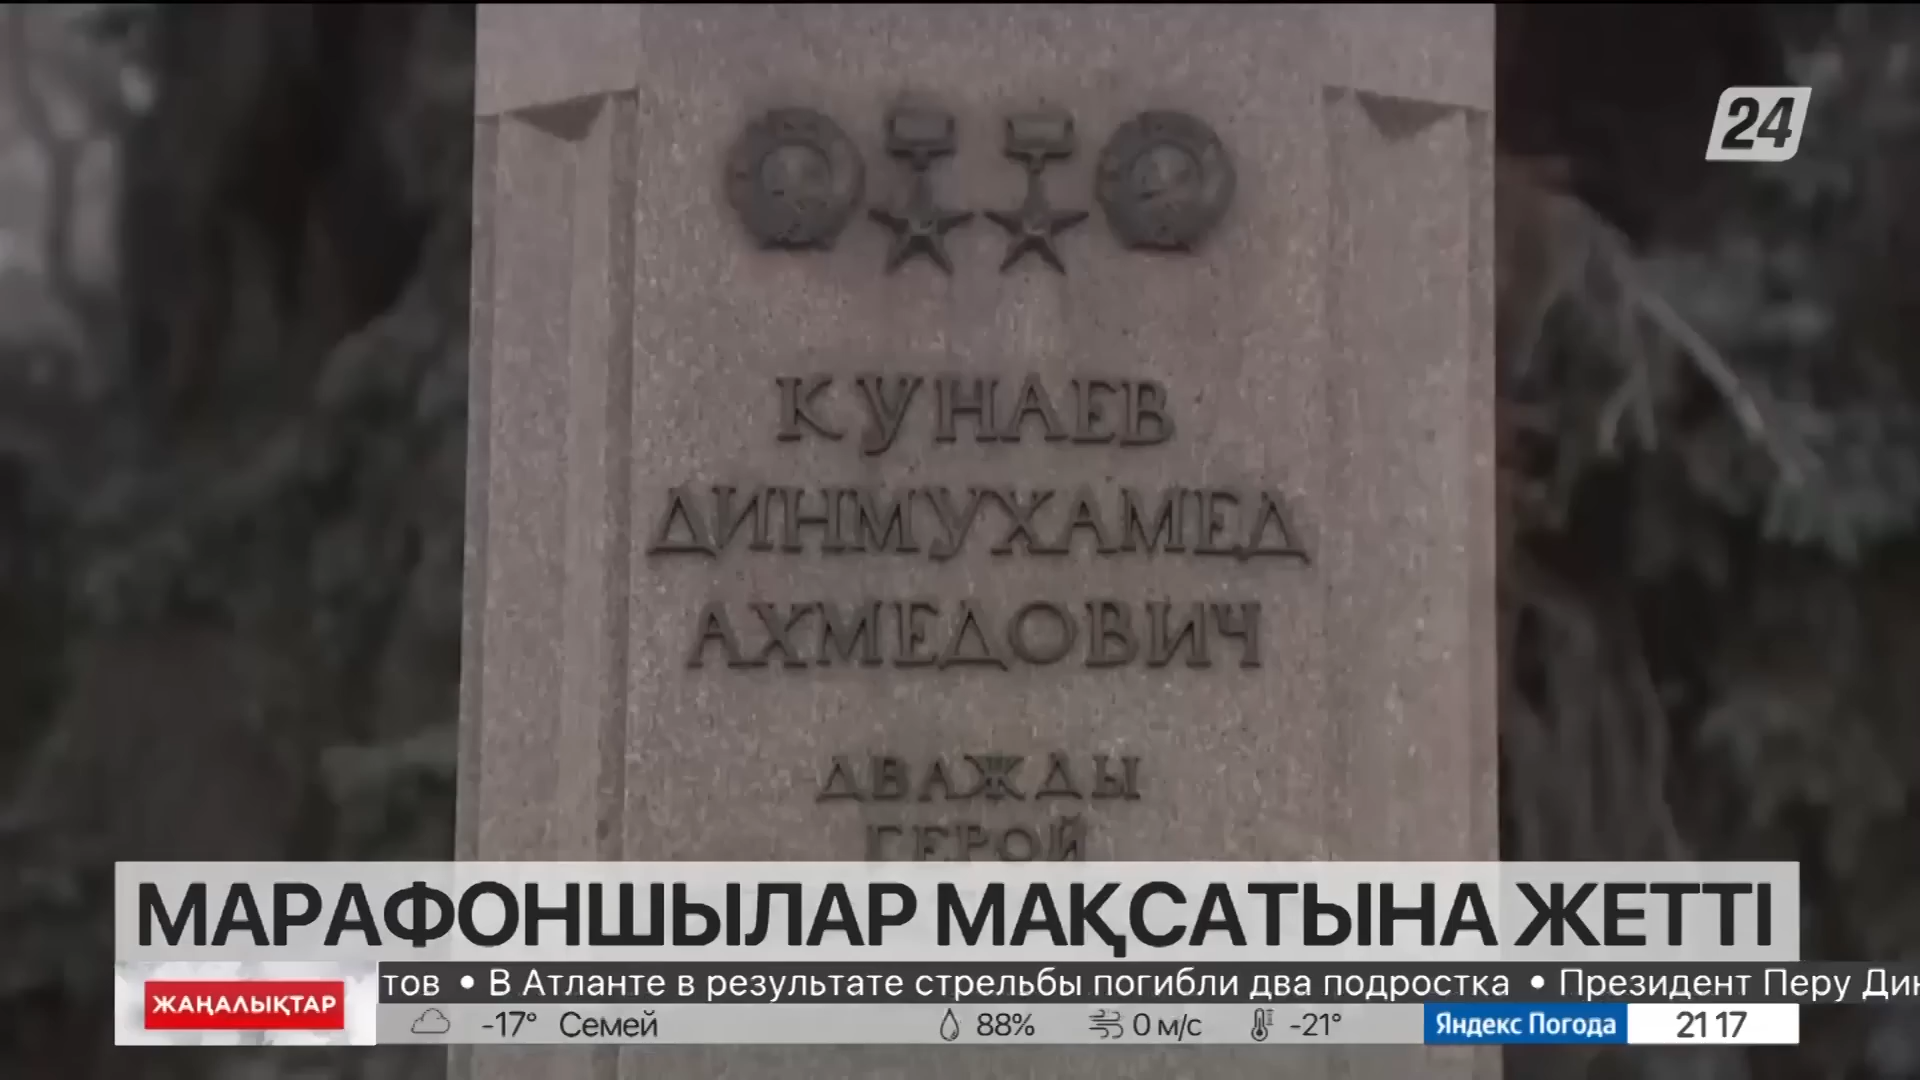 24
КУНАЕВ
ДИНМУХАМЕД
АХМЕДОВИЧ
ДВАЖДЫ
ГЕРОЙ
МАРАФОНШЫЛАР МАҚСАТЫНА ЖЕТТІ
ЖАҢАЛЫҚТАР
тов • В Атланте в результате стрельбы погибли два подростка • Президент Перу Дин
-17° Семей 88% 0 м/с -21° Яндекс Погода 21 17